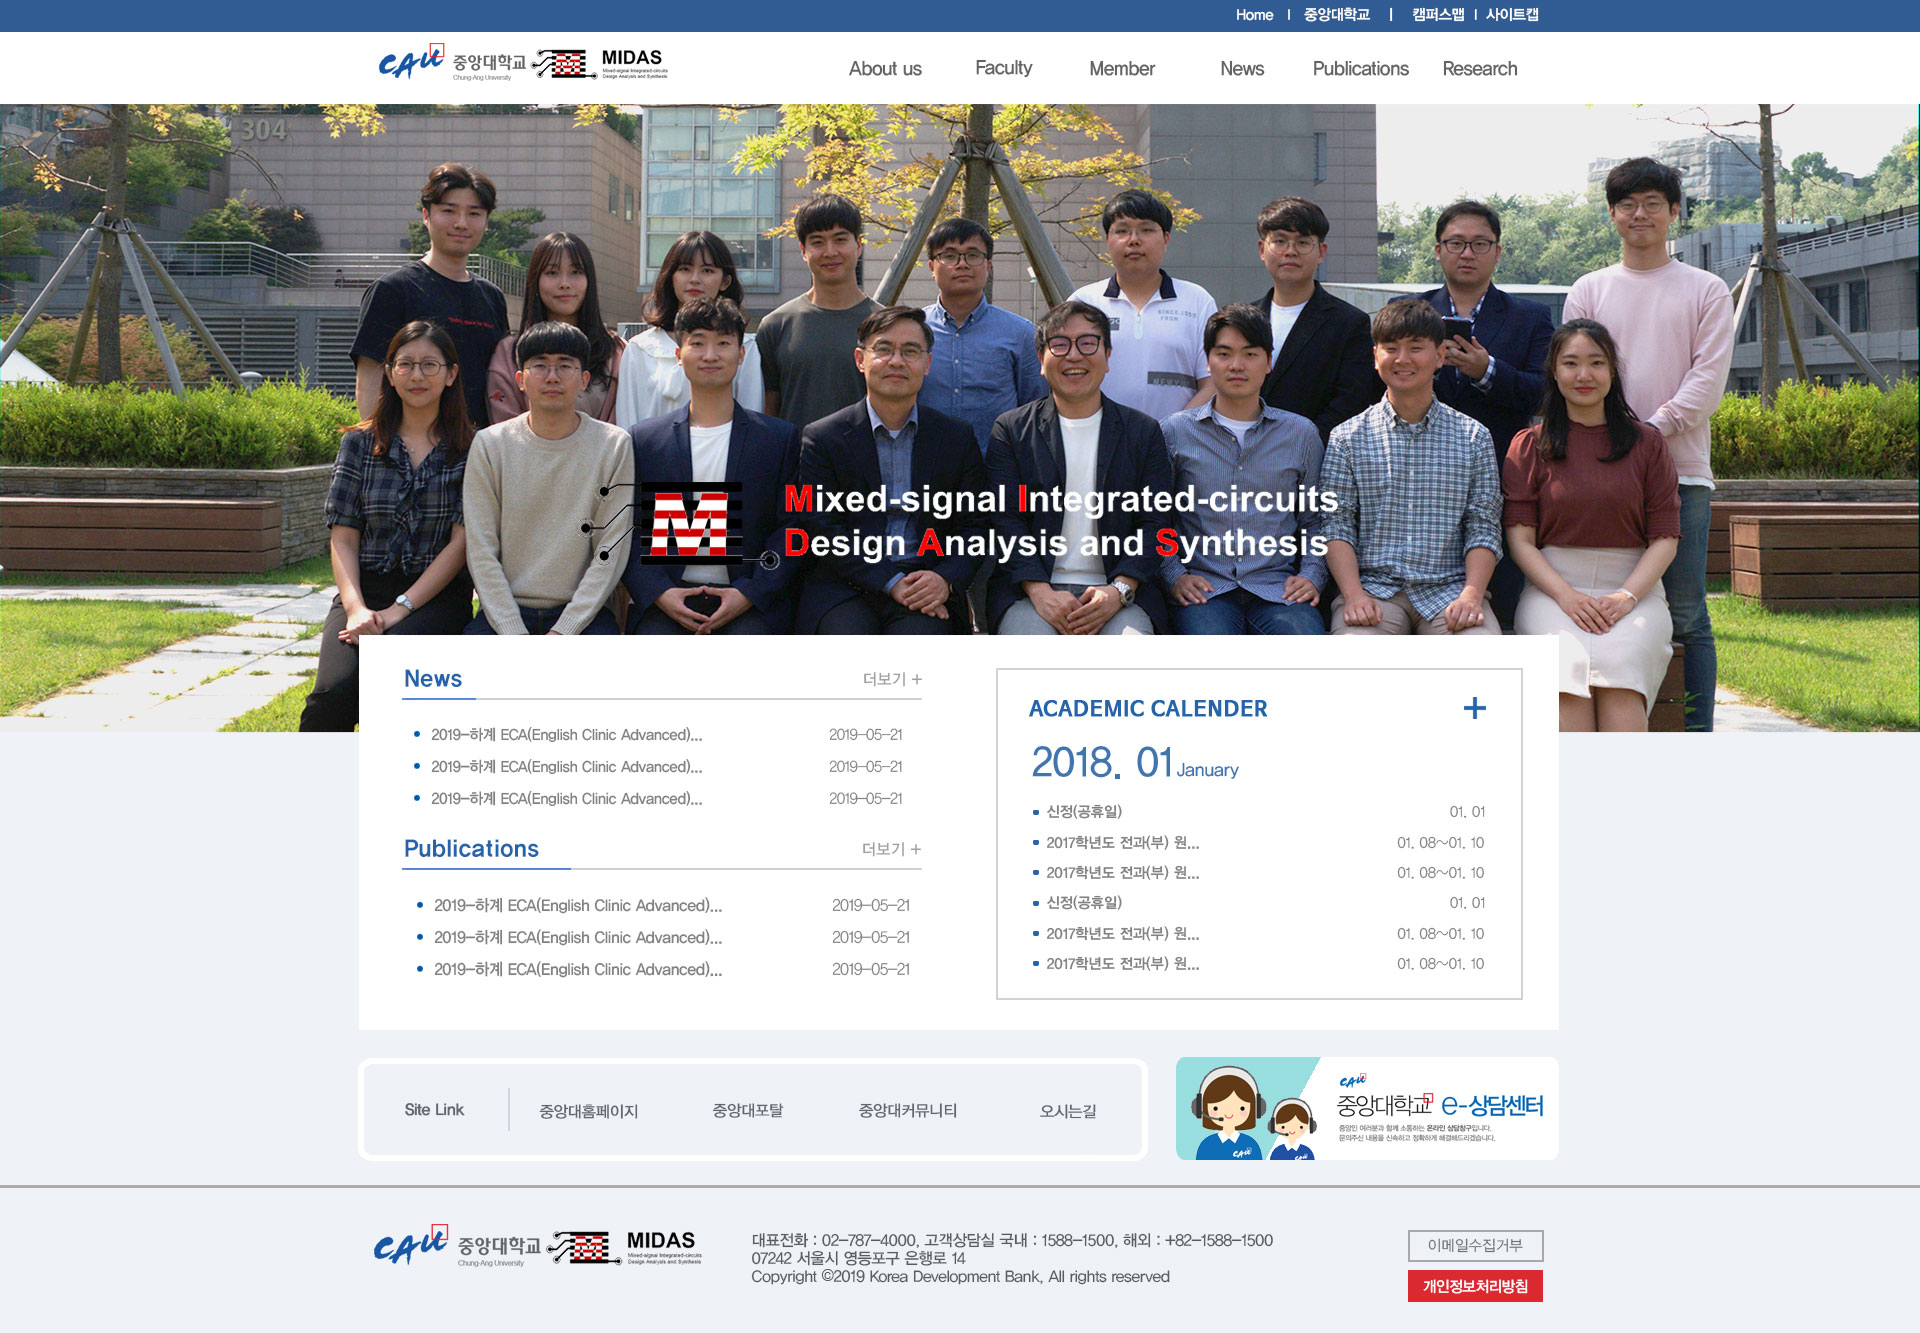 Home | 중앙대학교 | 캠퍼스맵 | 사이트캡
CAU 중앙대학교 Chung-Ang University
MIDAS
Mixed-signal Integrated-circuits
Design Analysis and Synthesis
About us Faculty Member News Publications Research
304
SINCE.1959
FROM
M Mixed-signal Integrated-circuits
Design Analysis and Synthesis
News 더보기 +
2019-하계 ECA(English Clinic Advanced)... 2019-05-21
2019-하계 ECA(English Clinic Advanced)... 2019-05-21
2019-하계 ECA(English Clinic Advanced)... 2019-05-21
Publications 더보기 +
2019-하계 ECA(English Clinic Advanced)... 2019-05-21
2019-하계 ECA(English Clinic Advanced)... 2019-05-21
2019-하계 ECA(English Clinic Advanced)... 2019-05-21
ACADEMIC CALENDER +
2018. 01 January
신정(공휴일) 01. 01
2017학년도 전과(부) 원... 01. 08~01. 10
2017학년도 전과(부) 원... 01. 08~01. 10
신정(공휴일) 01. 01
2017학년도 전과(부) 원... 01. 08~01. 10
2017학년도 전과(부) 원... 01. 08~01. 10
Site Link 중앙대홈페이지 중앙대포탈 중앙대커뮤니티 오시는길
CAU
중앙대학교 e-상담센터
중앙인 여러분과 함께 소통하는 온라인 상담창구입니다.
문의주신 내용을 신속하고 정확하게 해결해드리겠습니다.
CAU
CAU
CAU 중앙대학교 Chung-Ang University
MIDAS
Mixed-signal Integrated-circuits
Design Analysis and Synthesis
대표전화 : 02-787-4000, 고객상담실 국내 : 1588-1500, 해외 : +82-1588-1500
07242 서울시 영등포구 은행로 14
Copyright ©2019 Korea Development Bank, All rights reserved
이메일수집거부
개인정보처리방침